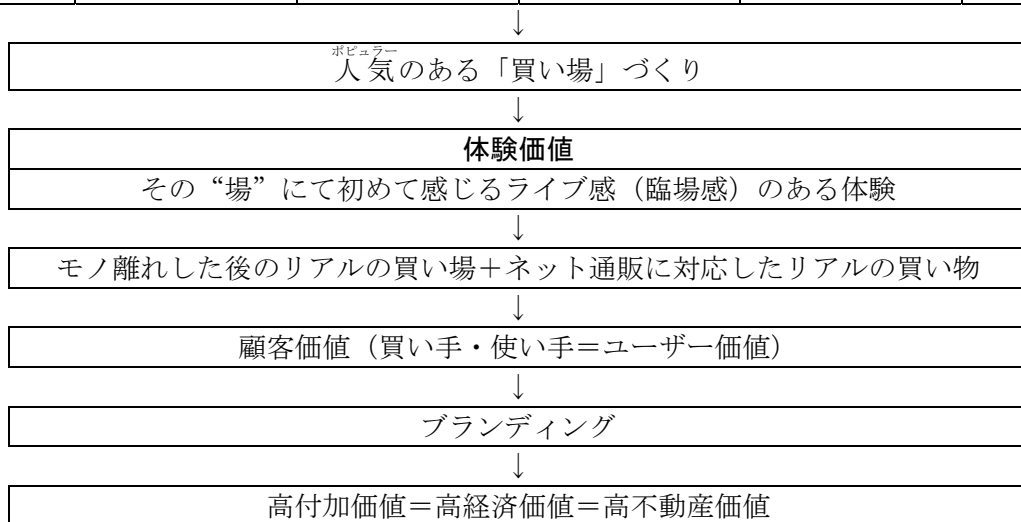 ↓
ポピュラー
人気のある「買い場」づくり
↓
体験価値
その“場”にて初めて感じるライブ感（臨場感）のある体験
↓
モノ離れした後のリアルの買い場＋ネット通販に対応したリアルの買い物
↓
顧客価値（買い手・使い手＝ユーザー価値）
↓
ブランディング
↓
高付加価値＝高経済価値＝高不動産価値